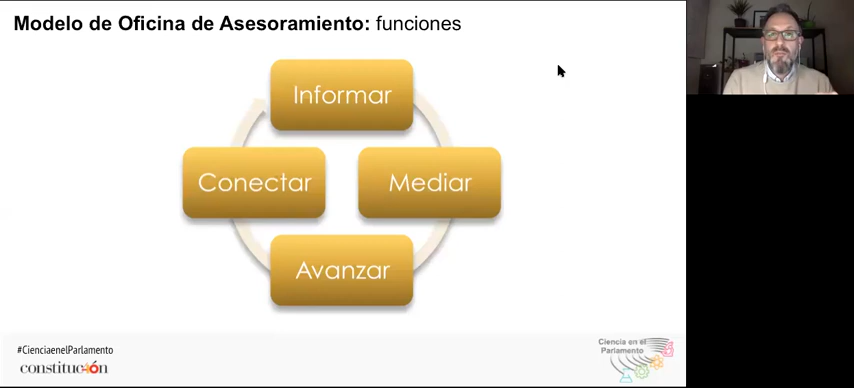 Modelo de Oficina de Asesoramiento: funciones
Informar
Conectar
Mediar
Avanzar
#CienciaenelParlamento
constitución
Ciencia en el
Parlamento